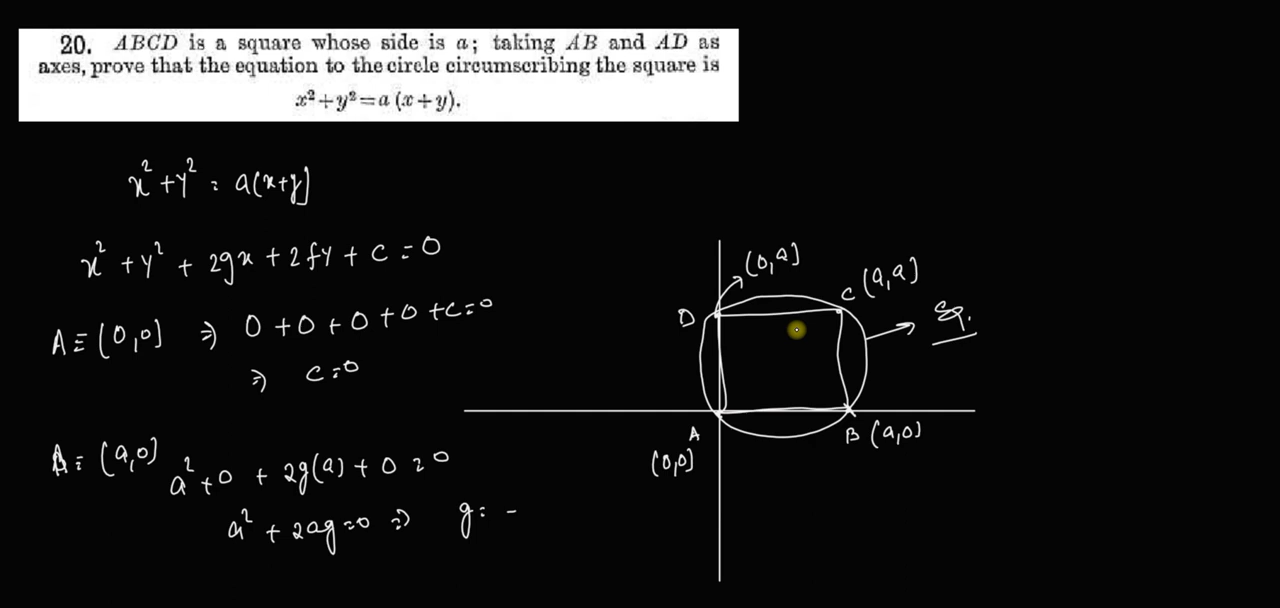 20. ABCD is a square whose side is a; taking AB and AD as
axes, prove that the equation to the circle circumscribing the square is
x²+y²=a (x+y).
x² + y² = a(x+y)
x² + y² + 2gx + 2fy + c = 0
A ≡ (0,0) ⇒ 0 + 0 + 0 + 0 + c = 0
⇒ c = 0
B = (a,0) a² + 0 + 2g(a) + 0 = 0
a² + 2ag = 0 ⇒ g = -
(0,a)
D
C (a,a)
Eq.
A
(0,0)
B (a,0)